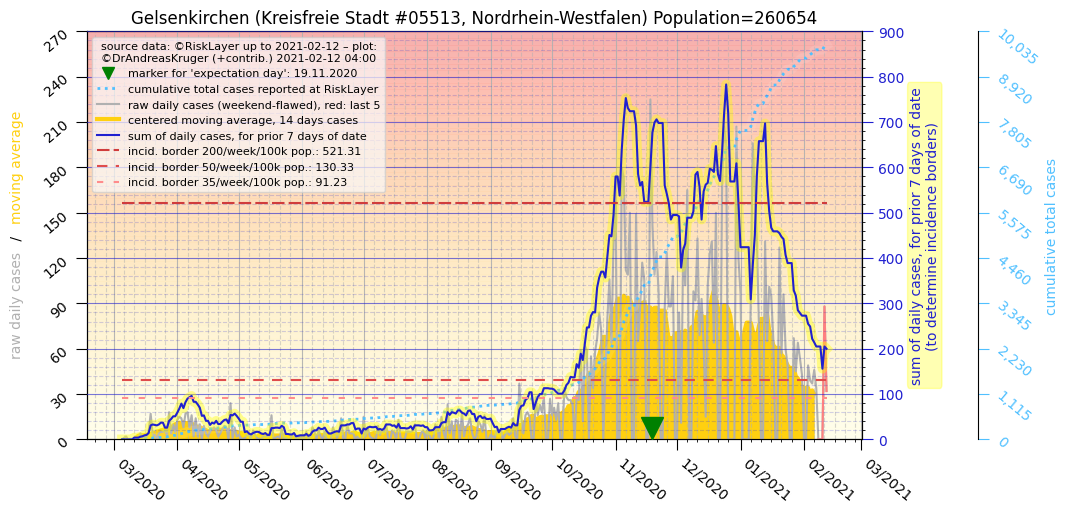 Gelsenkirchen (Kreisfreie Stadt #05513, Nordrhein-Westfalen) Population=260654
source data: ©RiskLayer up to 2021-02-12 – plot:
©DrAndreasKruger (+contrib.) 2021-02-12 04:00
marker for 'expectation day': 19.11.2020
cumulative total cases reported at RiskLayer
raw daily cases (weekend-flawed), red: last 5
centered moving average, 14 days cases
sum of daily cases, for prior 7 days of date
incid. border 200/week/100k pop.: 521.31
incid. border 50/week/100k pop.: 130.33
incid. border 35/week/100k pop.: 91.23
raw daily cases / moving average
270
240
210
180
150
120
90
60
30
0
03/2020
04/2020
05/2020
06/2020
07/2020
08/2020
09/2020
10/2020
11/2020
12/2020
01/2021
02/2021
03/2021
900
800
700
600
500
400
300
200
100
0
sum of daily cases, for prior 7 days of date
(to determine incidence borders)
10,035
8,920
7,805
6,690
5,575
4,460
3,345
2,230
1,115
0
cumulative total cases